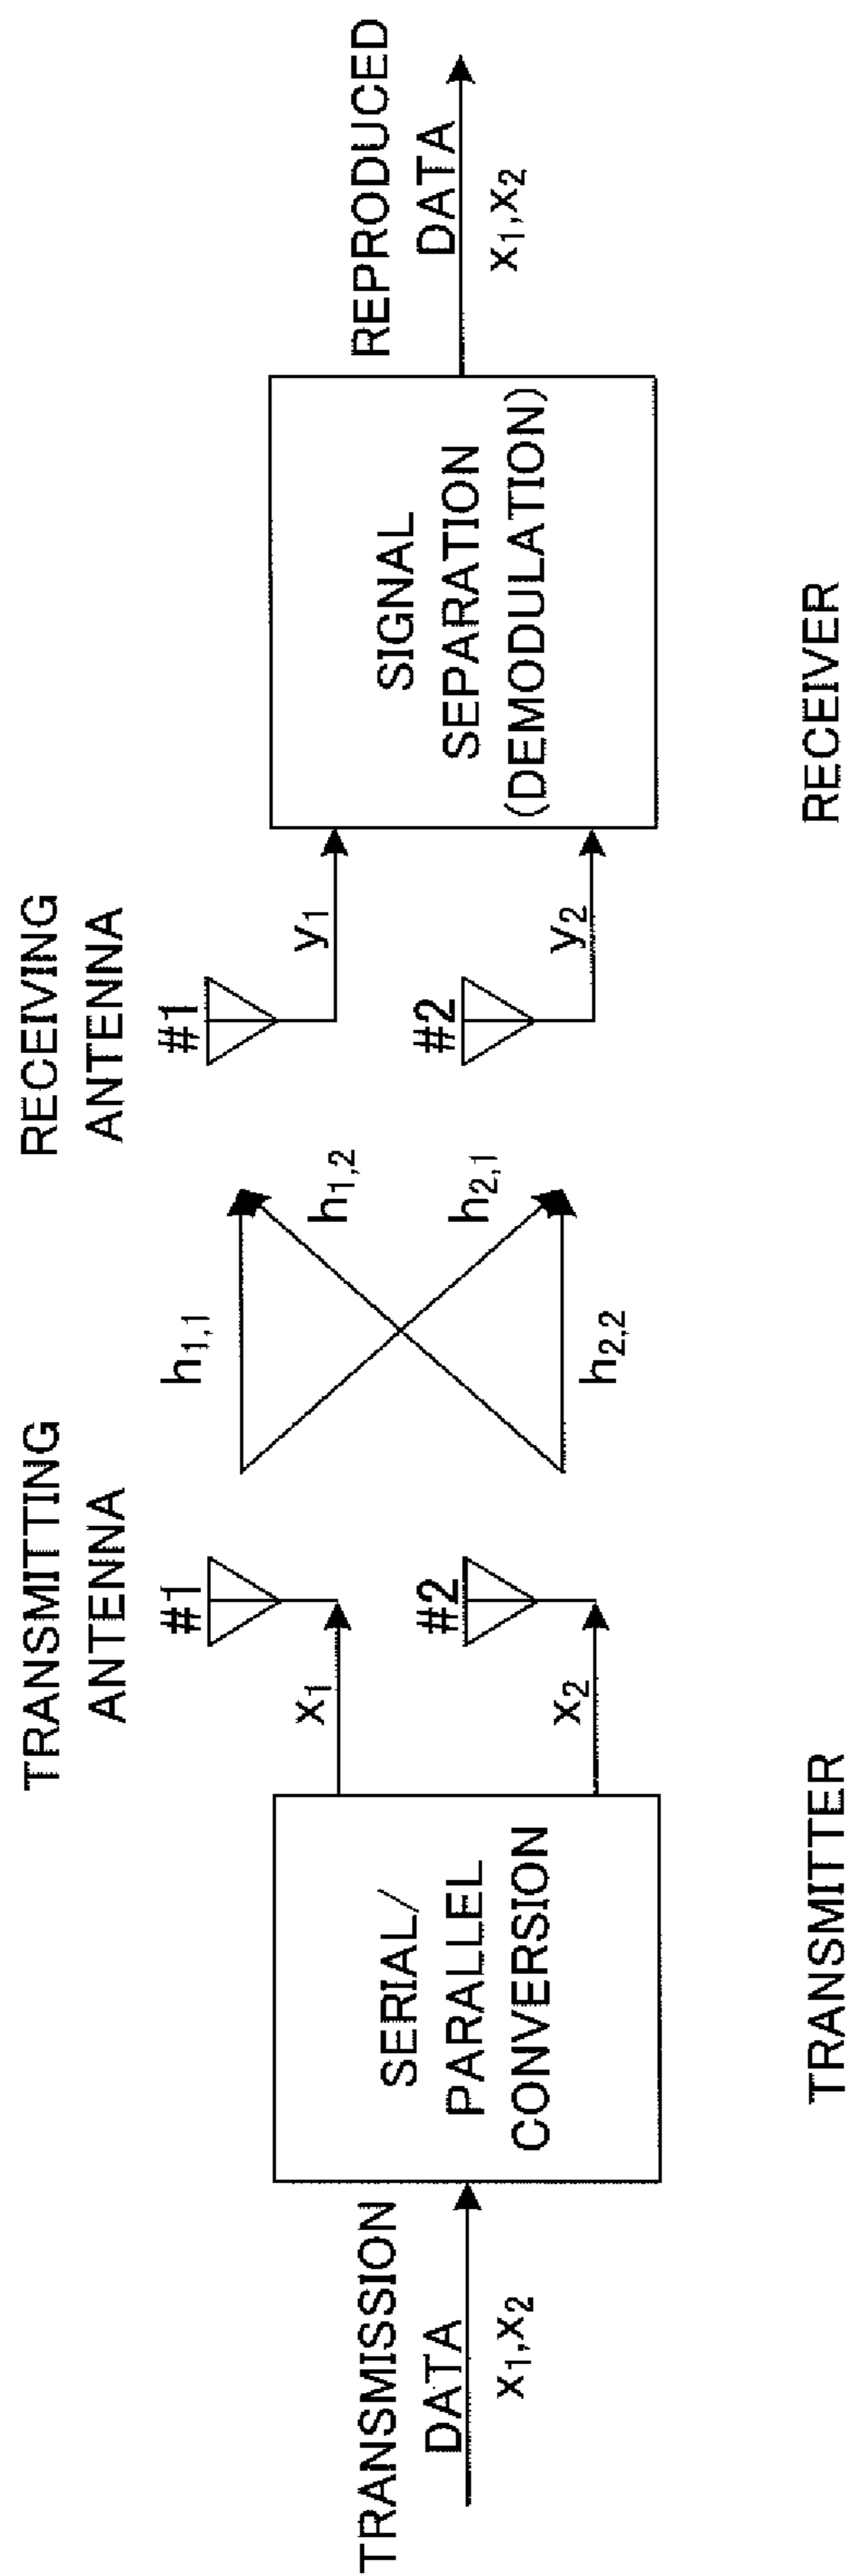 TRANSMITTING
ANTENNA
RECEIVING
ANTENNA
#1
#1
h1,1
x1
y1
h1,2
TRANSMISSION
DATA
x1,x2
SERIAL/
PARALLEL
CONVERSION
SIGNAL
SEPARATION
(DEMODULATION)
REPRODUCED
DATA
x1,x2
#2
#2
h2,1
x2
y2
h2,2
TRANSMITTER
RECEIVER